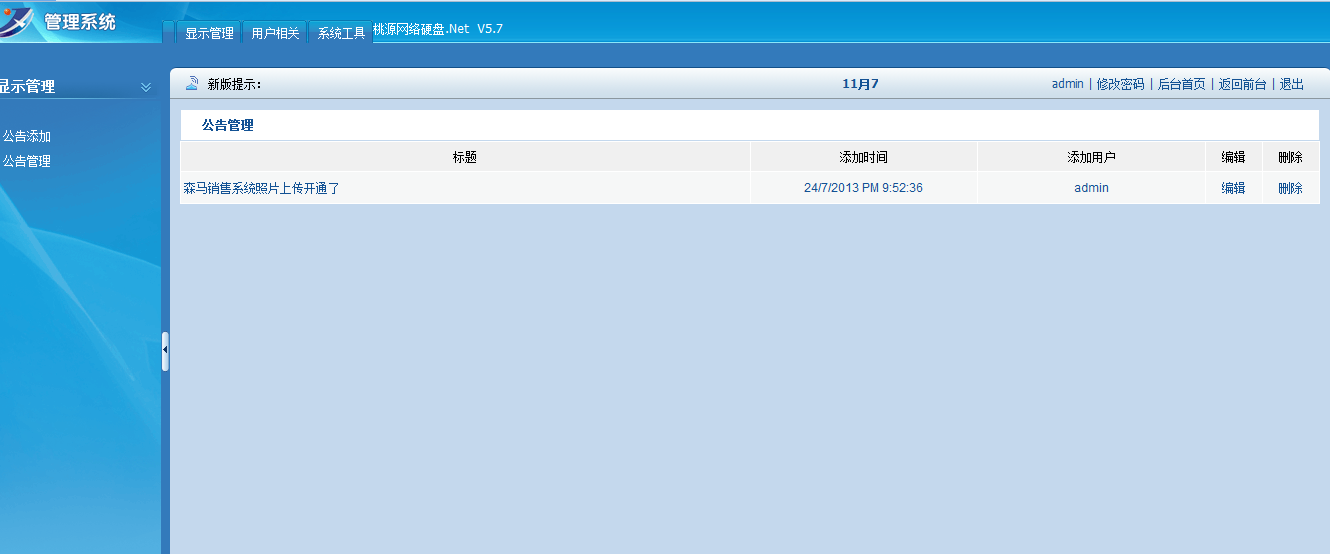 管理系统
显示管理 用户相关 系统工具 桃源网络硬盘.Net V5.7
显示管理
公告添加
公告管理
新版提示： 11月7 admin | 修改密码 | 后台首页 | 返回前台 | 退出
公告管理
标题 添加时间 添加用户 编辑 删除
森马销售系统照片上传开通了 24/7/2013 PM 9:52:36 admin 编辑 删除